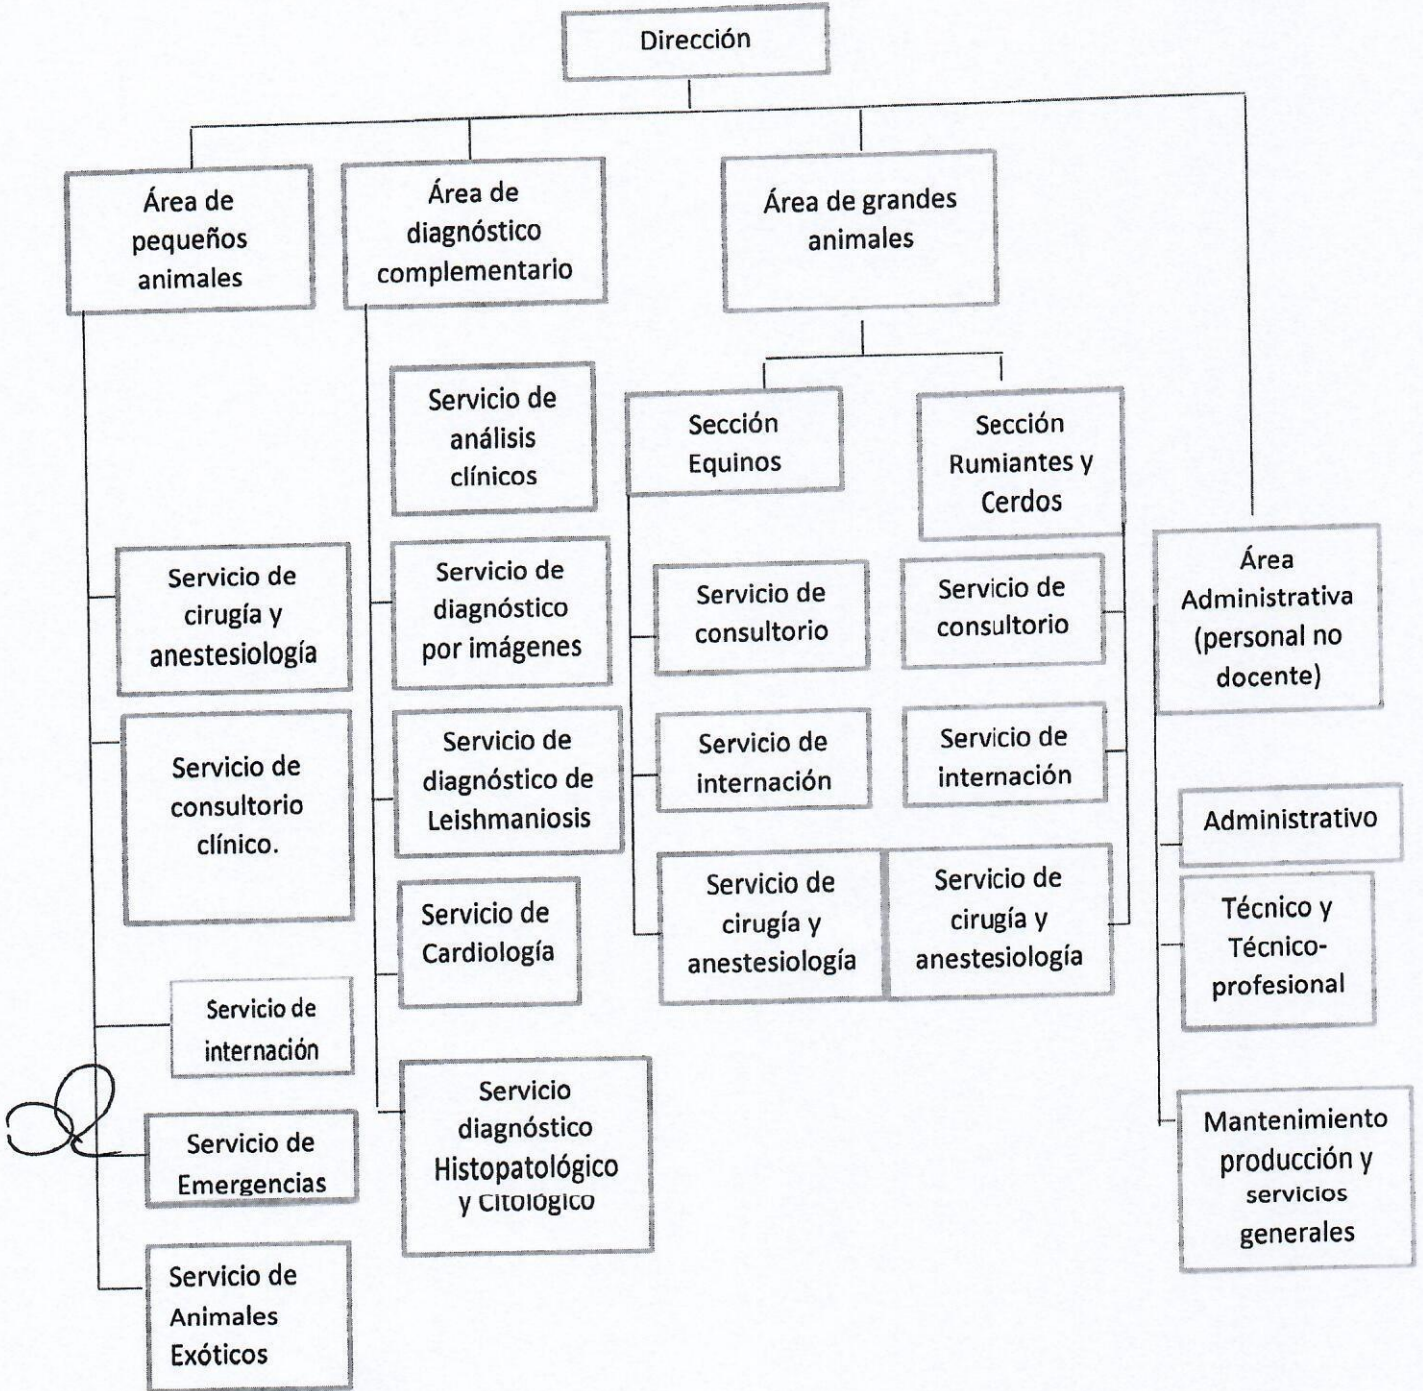 Dirección
Área de
pequeños
animales
Área de
diagnóstico
complementario
Área de grandes
animales
Servicio de
análisis
clínicos
Sección
Equinos
Sección
Rumiantes y
Cerdos
Servicio de
cirugía y
anestesiología
Servicio de
diagnóstico
por imágenes
Servicio de
consultorio
Servicio de
consultorio
Área
Administrativa
(personal no
docente)
Servicio de
consultorio
clínico.
Servicio de
diagnóstico de
Leishmaniosis
Servicio de
internación
Servicio de
internación
Administrativo
Servicio de
Cardiología
Servicio de
cirugía y
anestesiología
Servicio de
cirugía y
anestesiología
Técnico y
Técnico-
profesional
Servicio de
internación
Servicio
diagnóstico
Histopatológico
y Citológico
Mantenimiento
producción y
servicios
generales
Servicio de
Emergencias
Servicio de
Animales
Exóticos